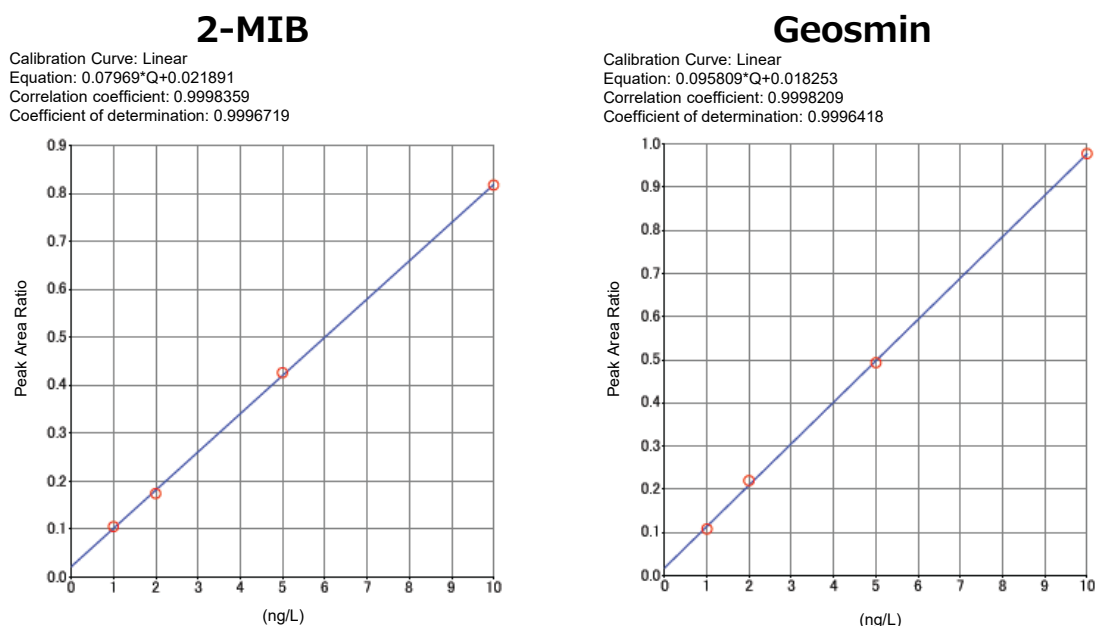 2-MIB
Calibration Curve: Linear
Equation: 0.07969*Q+0.021891
Correlation coefficient: 0.9998359
Coefficient of determination: 0.9996719
0.9
0.8
0.7
0.6
0.5
0.4
0.3
0.2
0.1
0.0
Peak Area Ratio
0 1 2 3 4 5 6 7 8 9 10
(ng/L)
Geosmin
Calibration Curve: Linear
Equation: 0.095809*Q+0.018253
Correlation coefficient: 0.9998209
Coefficient of determination: 0.9996418
1.0
0.9
0.8
0.7
0.6
0.5
0.4
0.3
0.2
0.1
0.0
Peak Area Ratio
0 1 2 3 4 5 6 7 8 9 10
(ng/L)